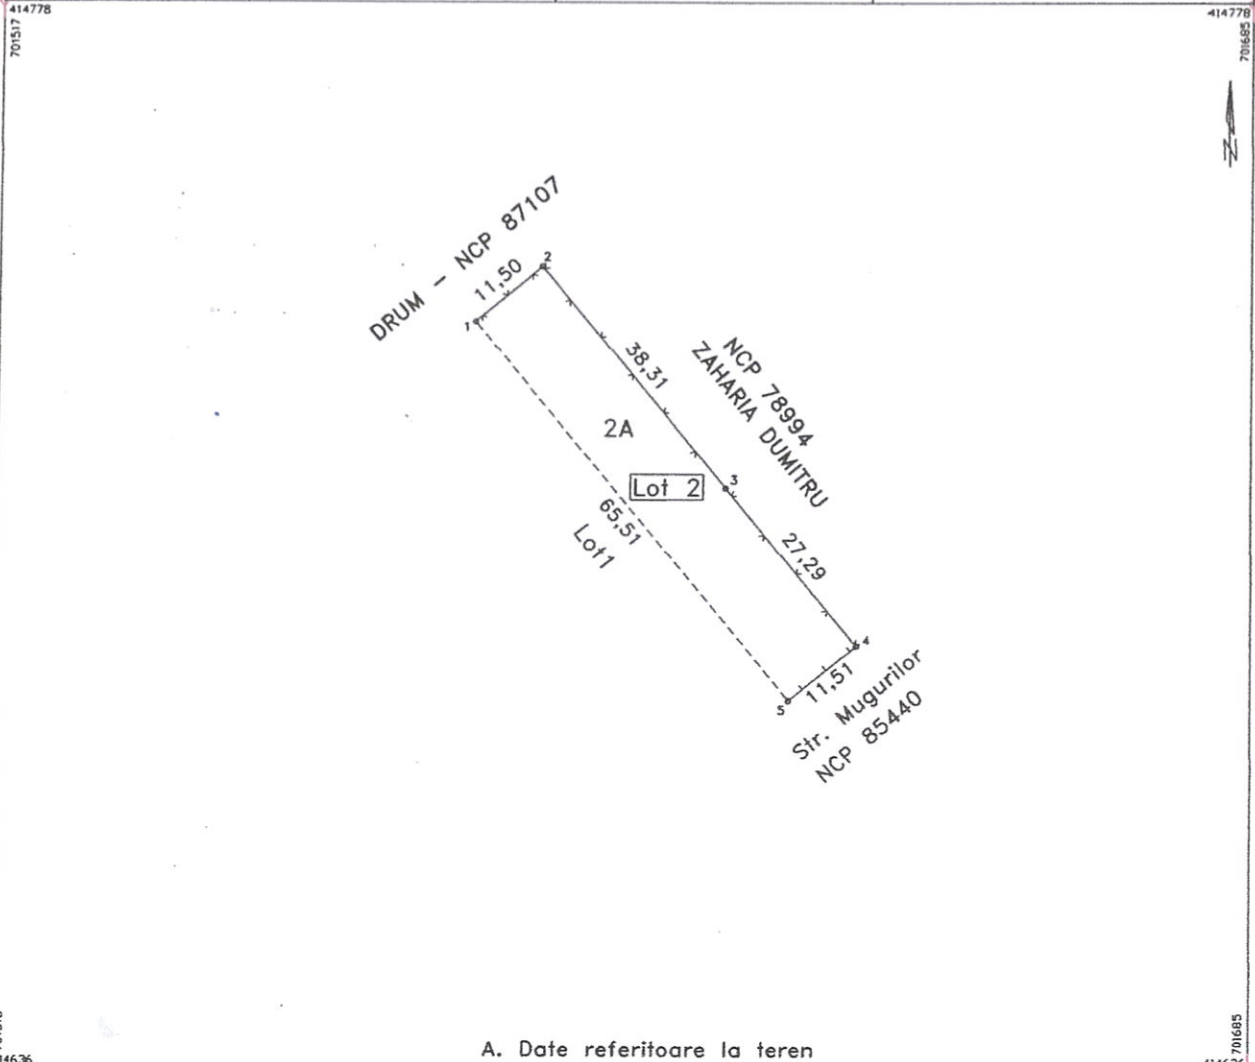 414778
701517
414778
701685
N
DRUM – NCP 87107
11,50
2
1
38,31
NCP 78994
ZAHARIA DUMITRU
2A
Lot 2
3
65,51
Lot1
27,29
4
11,51
5
Str. Mugurilor
NCP 85440
701685
A. Date referitoare la teren